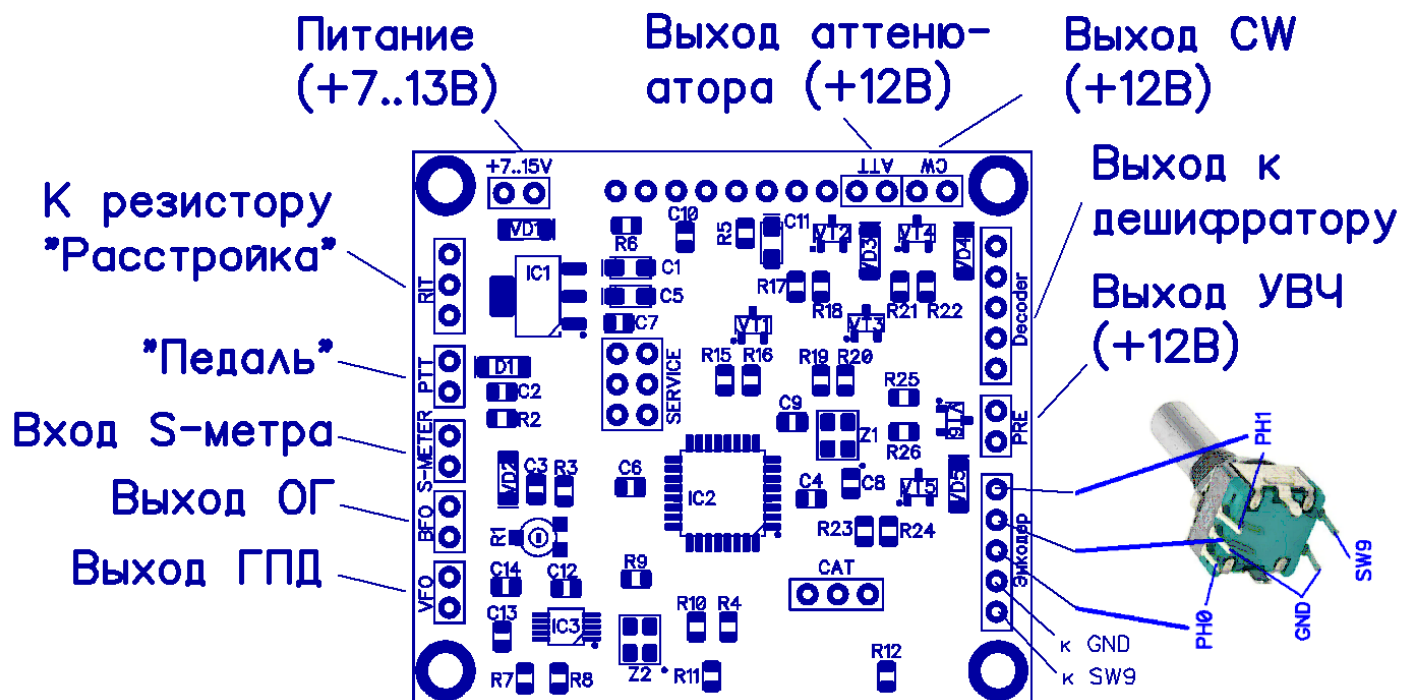 Питание
(+7..13В)
Выход аттеню-
атора (+12В)
Выход CW
(+12В)
Выход к
дешифратору
Выход УВЧ
(+12В)
К резистору
"Расстройка"
"Педаль"
Вход S-метра
Выход ОГ
Выход ГПД
+7..15V
ATT
CW
VD1
R6
C10
R5
C11
VT2
VD3
VT4
VD4
RIT
IC1
C1
C5
C7
R17
R18
R21
R22
Decoder
VT1
VT3
PTT
D1
C2
R2
SERVICE
R15
R16
R19
R20
R25
C9
Z1
R26
VT6
PRE
S-METER
VD2
C3
R3
C6
IC2
C4
C8
VT5
VD5
BFO
R1
R23
R24
Энкодер
VFO
C14
C12
R9
CAT
C13
IC3
R10
R4
Z2
R7
R8
R11
R12
PH1
SW9
GND
PH0
к GND
к SW9